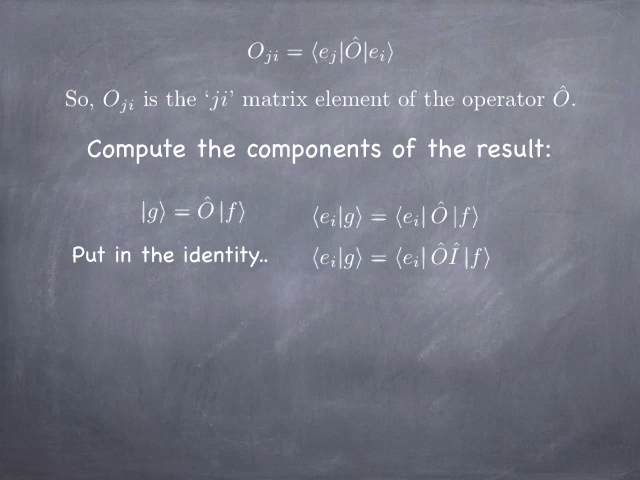 O_{ji} = ⟨e_j|Ô|e_i⟩
So, O_{ji} is the ‘ji’ matrix element of the operator Ô.
Compute the components of the result:
|g⟩ = Ô |f⟩ ⟨e_i|g⟩ = ⟨e_i| Ô |f⟩
Put in the identity.. ⟨e_i|g⟩ = ⟨e_i| ÔÎ |f⟩